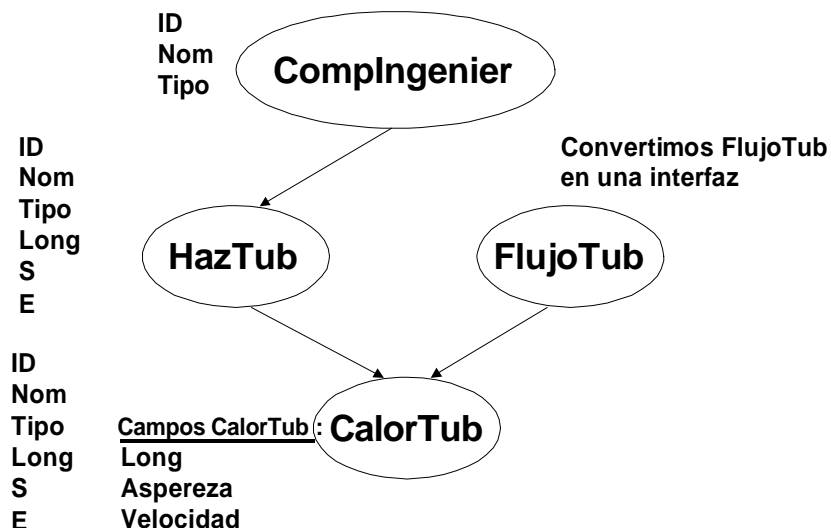 ID
Nom
Tipo
CompIngenier
ID
Nom
Tipo
Long
S
E
Convertimos FlujoTub
en una interfaz
HazTub
FlujoTub
ID
Nom
Tipo
Long
S
E
Campos CalorTub :
Long
Aspereza
Velocidad
CalorTub